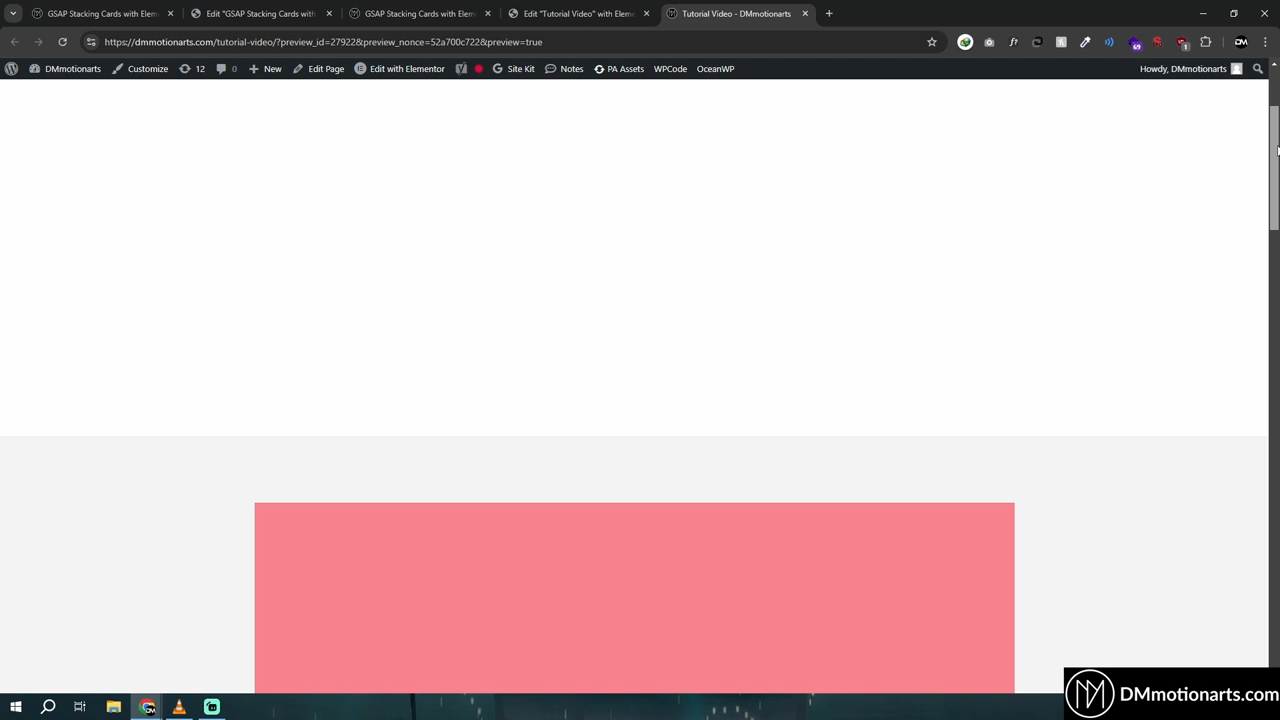 GSAP Stacking Cards with Elem
Edit "GSAP Stacking Cards with
GSAP Stacking Cards with Elem
Edit "Tutorial Video" with Eleme
Tutorial Video - DMmotionarts
https://dmmotionarts.com/tutorial-video/?preview_id=27922&preview_nonce=52a700c722&preview=true
DMmotionarts
Customize
12
0
New
Edit Page
Edit with Elementor
Site Kit
Notes
PA Assets
WPCode
OceanWP
Howdy, DMmotionarts
DMmotionarts.com